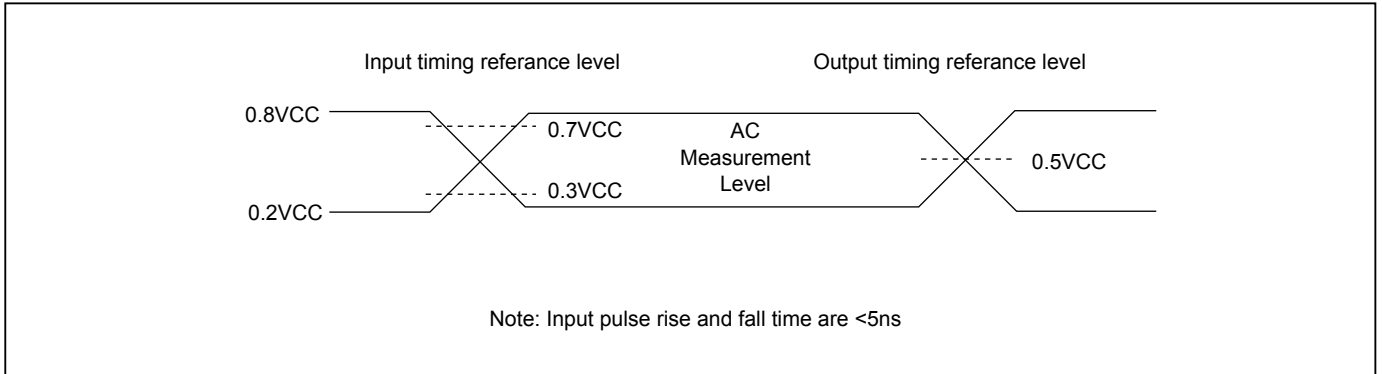 Input timing referance level
Output timing referance level
0.8VCC
0.7VCC
AC
Measurement
Level
0.5VCC
0.3VCC
0.2VCC
Note: Input pulse rise and fall time are <5ns